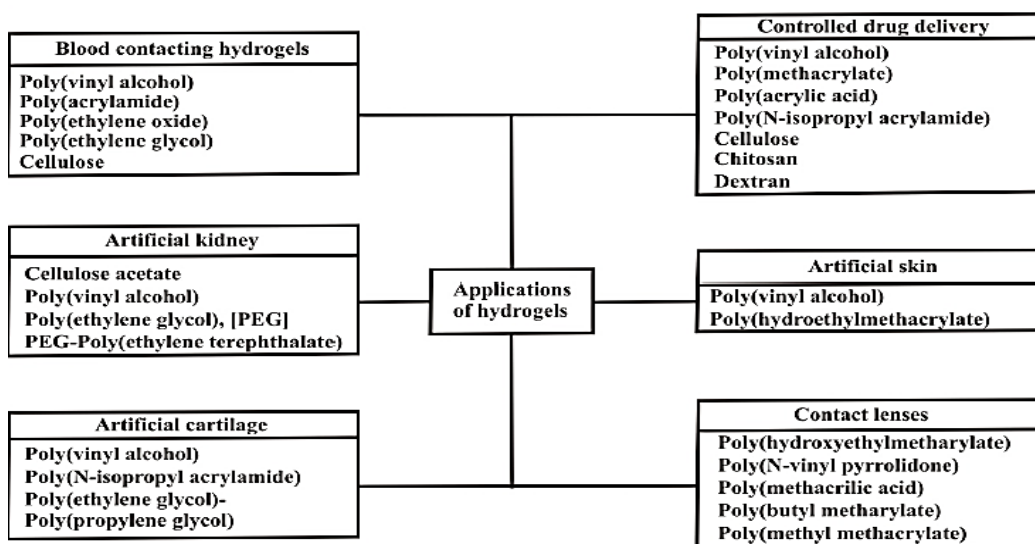 Blood contacting hydrogels
Poly(vinyl alcohol)
Poly(acrylamide)
Poly(ethylene oxide)
Poly(ethylene glycol)
Cellulose
Controlled drug delivery
Poly(vinyl alcohol)
Poly(methacrylate)
Poly(acrylic acid)
Poly(N-isopropyl acrylamide)
Cellulose
Chitosan
Dextran
Artificial kidney
Cellulose acetate
Poly(vinyl alcohol)
Poly(ethylene glycol), [PEG]
PEG-Poly(ethylene terephthalate)
Applications
of hydrogels
Artificial skin
Poly(vinyl alcohol)
Poly(hydroethylmethacrylate)
Artificial cartilage
Poly(vinyl alcohol)
Poly(N-isopropyl acrylamide)
Poly(ethylene glycol)-
Poly(propylene glycol)
Contact lenses
Poly(hydroxyethylmetharylate)
Poly(N-vinyl pyrrolidone)
Poly(methacrilic acid)
Poly(butyl metharylate)
Poly(methyl methacrylate)